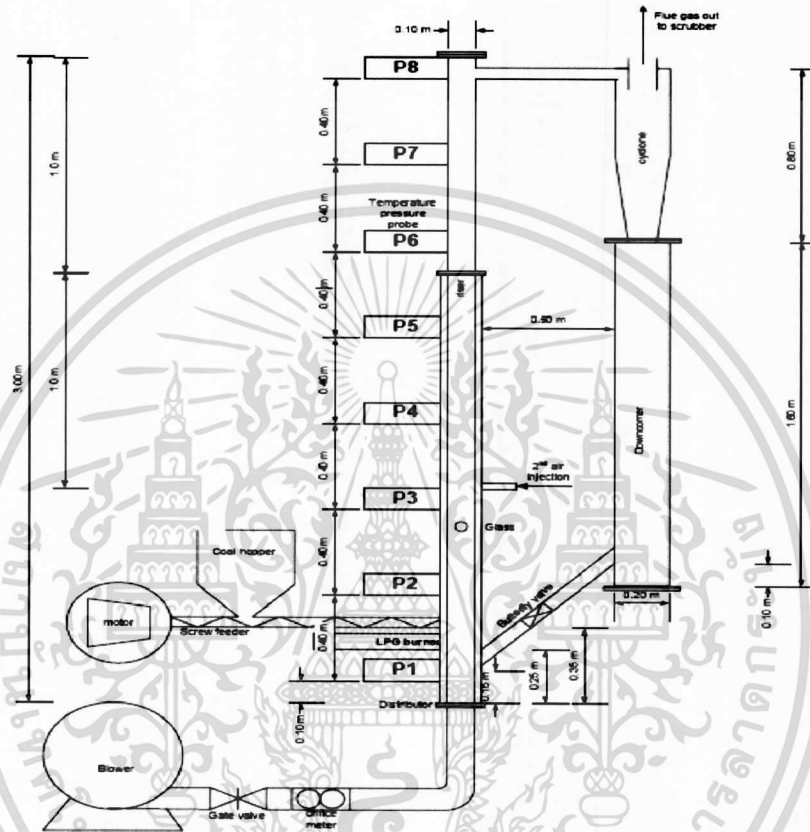 Flue gas out
to scrubber
0.10 m
P8
0.40 m
P7
1.0 m
cyclone
0.80 m
0.40 m
Temperature
pressure
probe
P6
0.40 m
riser
P5
0.50 m
3.00 m
1.0 m
0.40 m
P4
Downcomer
1.60 m
0.40 m
2nd air
injection
P3
Glass
Coal hopper
0.40 m
P2
Butterfly valve
0.20 m
0.10 m
motor
Screw feeder
LPG burner
0.40 m
P1
0.15 m
0.25 m
0.35 m
Distributor
0.10 m
Blower
Gate valve
Orifice
meter